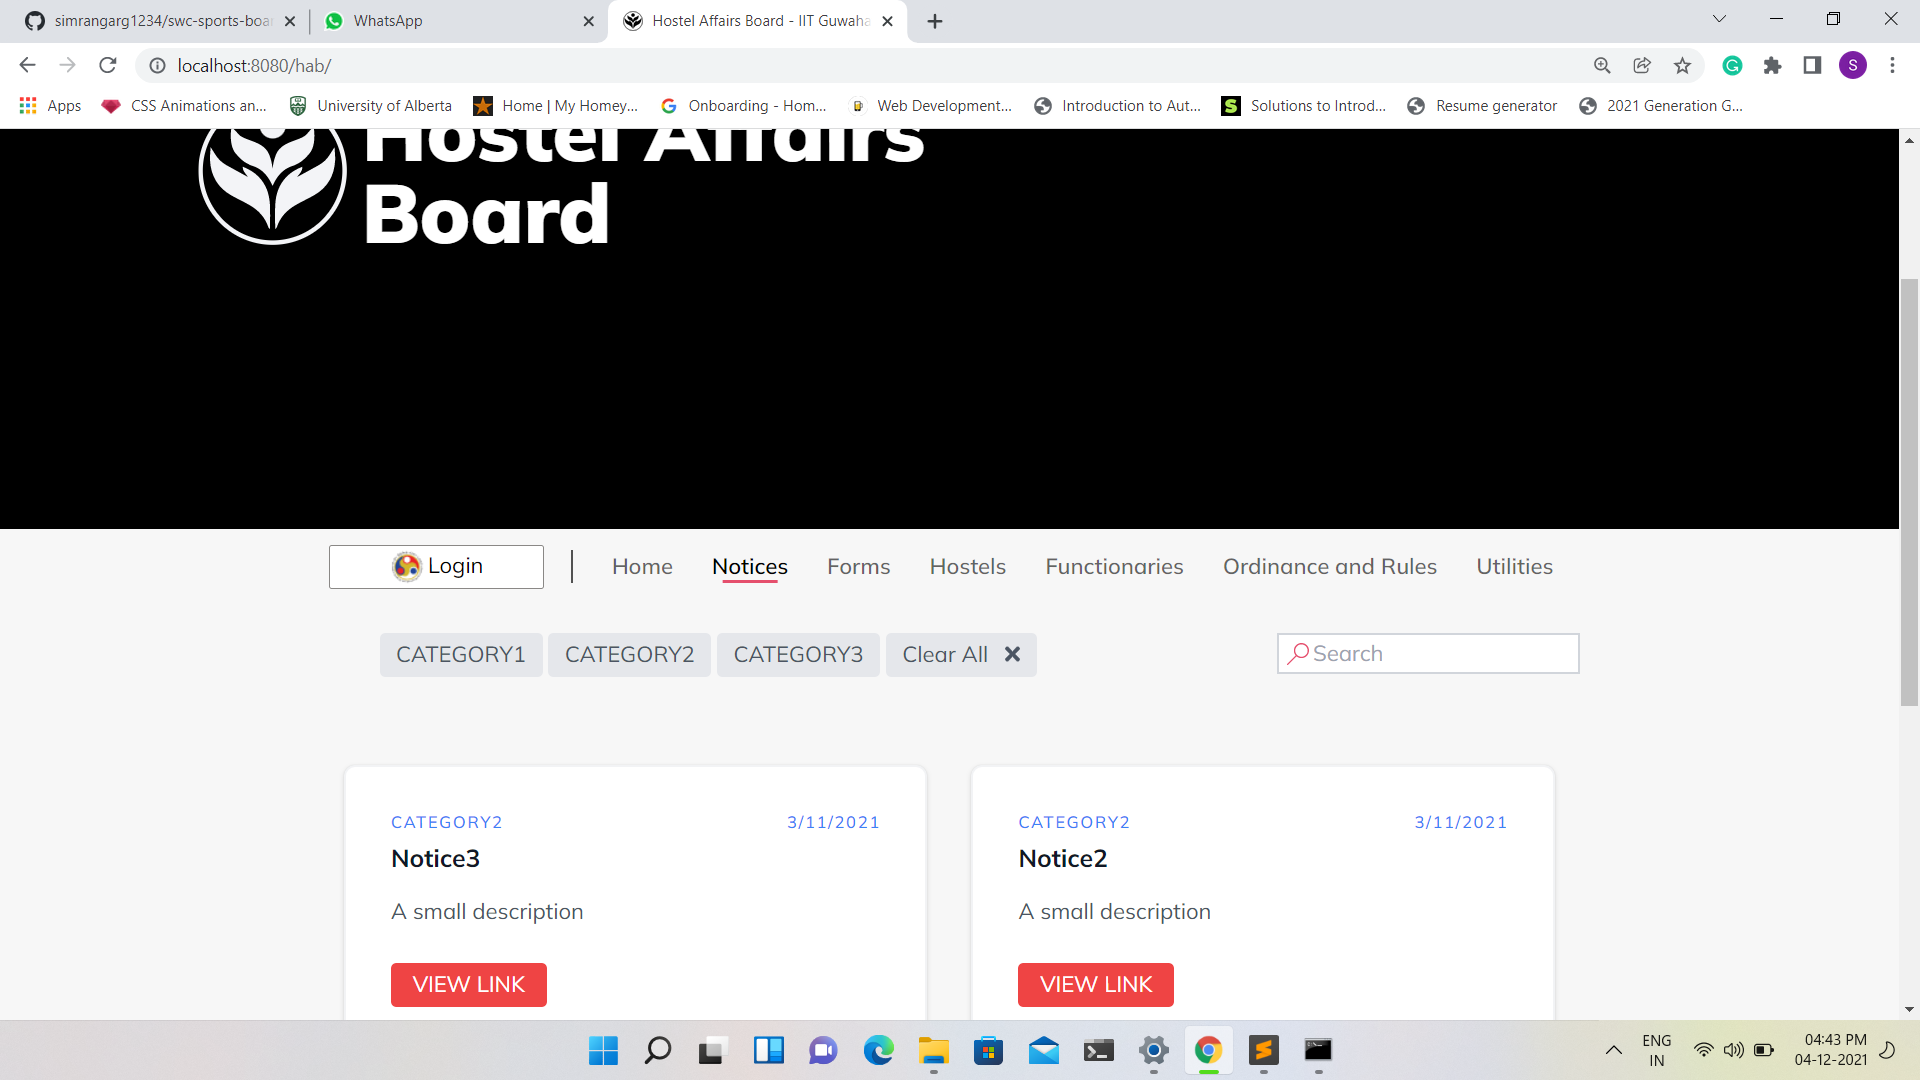 simrangarg1234/swc-sports-boar
WhatsApp
Hostel Affairs Board - IIT Guwaha
localhost:8080/hab/
S
Apps
CSS Animations an...
University of Alberta
Home | My Homey...
Onboarding - Hom...
Web Development...
Introduction to Aut...
Solutions to Introd...
Resume generator
2021 Generation G...
Hostel Affairs
Board
Login
Home
Notices
Forms
Hostels
Functionaries
Ordinance and Rules
Utilities
CATEGORY1
CATEGORY2
CATEGORY3
Clear All
Search
CATEGORY2
3/11/2021
Notice3
A small description
VIEW LINK
CATEGORY2
3/11/2021
Notice2
A small description
VIEW LINK
ENG
IN
04:43 PM
04-12-2021